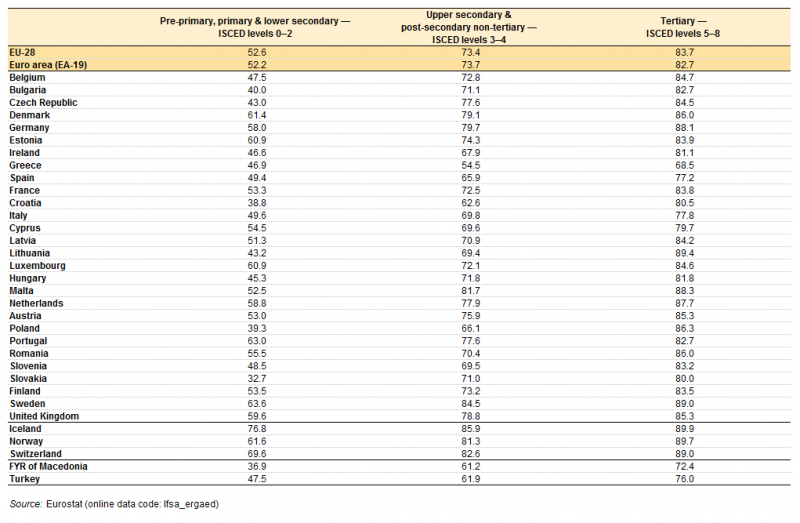 Pre-primary, primary & lower secondary — Upper secondary & Tertiary —
ISCED levels 0–2 post-secondary non-tertiary — ISCED levels 5–8
ISCED levels 3–4
EU-28 52.6 73.4 83.7
Euro area (EA-19) 52.2 73.7 82.7
Belgium 47.5 72.8 84.7
Bulgaria 40.0 71.1 82.7
Czech Republic 43.0 77.6 84.5
Denmark 61.4 79.1 86.0
Germany 58.0 79.7 88.1
Estonia 60.9 74.3 83.9
Ireland 46.6 67.9 81.1
Greece 46.9 54.5 68.5
Spain 49.4 65.9 77.2
France 53.3 72.5 83.8
Croatia 38.8 62.6 80.5
Italy 49.6 69.8 77.8
Cyprus 54.5 69.6 79.7
Latvia 51.3 70.9 84.2
Lithuania 43.2 69.4 89.4
Luxembourg 60.9 72.1 84.6
Hungary 45.3 71.8 81.8
Malta 52.5 81.7 88.3
Netherlands 58.8 77.9 87.7
Austria 53.0 75.9 85.3
Poland 39.3 66.1 86.3
Portugal 63.0 77.6 82.7
Romania 55.5 70.4 86.0
Slovenia 48.5 69.5 83.2
Slovakia 32.7 71.0 80.0
Finland 53.5 73.2 83.5
Sweden 63.6 84.5 89.0
United Kingdom 59.6 78.8 85.3
Iceland 76.8 85.9 89.9
Norway 61.6 81.3 89.7
Switzerland 69.6 82.6 89.0
FYR of Macedonia 36.9 61.2 72.4
Turkey 47.5 61.9 76.0
Source: Eurostat (online data code: lfsa_ergaed)